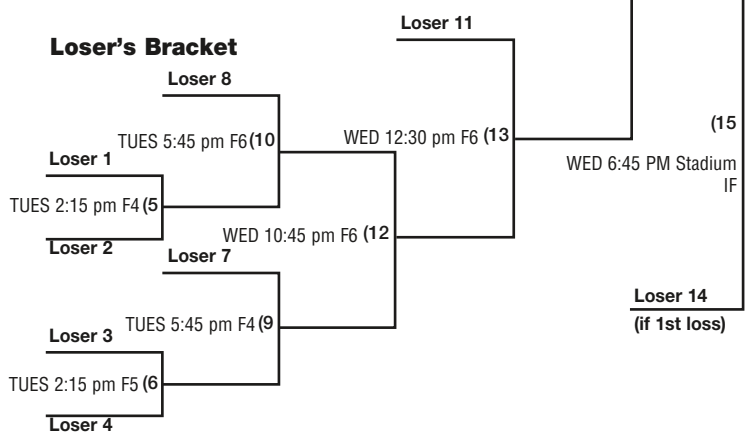 Loser 11
Loser's Bracket
Loser 8
(15
TUES 5:45 pm F6 (10
WED 12:30 pm F6 (13
Loser 1
WED 6:45 PM Stadium
IF
TUES 2:15 pm F4 (5
WED 10:45 pm F6 (12
Loser 2
Loser 7
Loser 14
(if 1st loss)
TUES 5:45 pm F4 (9
Loser 3
TUES 2:15 pm F5 (6
Loser 4